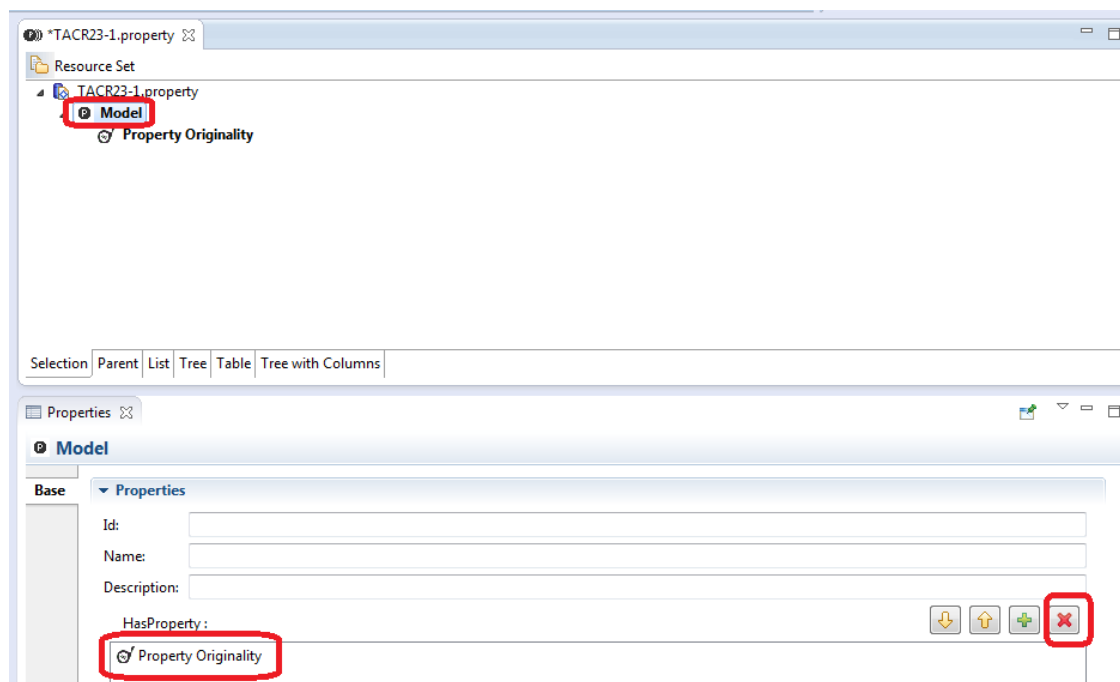 *TACR23-1.property
Resource Set
TACR23-1.property
Model
Property Originality
Selection Parent List Tree Table Tree with Columns
Properties
Model
Base
Properties
Id:
Name:
Description:
HasProperty :
Property Originality